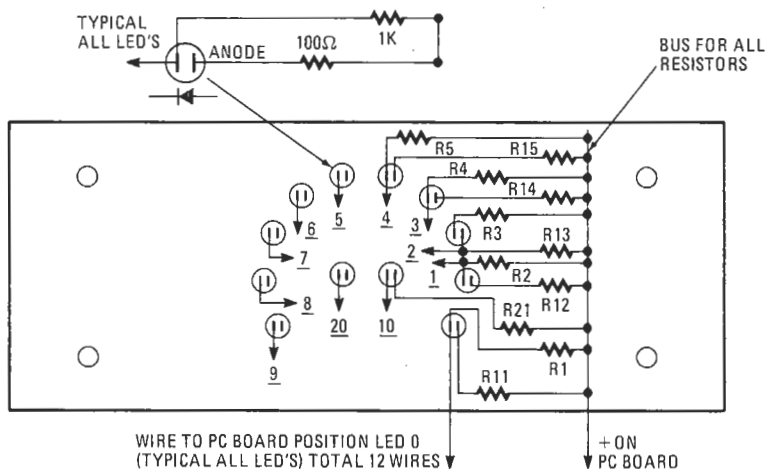 TYPICAL
ALL LED'S
ANODE
100Ω
1K
BUS FOR ALL
RESISTORS
R5
R15
R4
R14
5
4
3
6
R3
R13
2
7
1
R2
R12
8
20
10
R21
R1
9
R11
WIRE TO PC BOARD POSITION LED 0
(TYPICAL ALL LED'S) TOTAL 12 WIRES
+ ON
PC BOARD